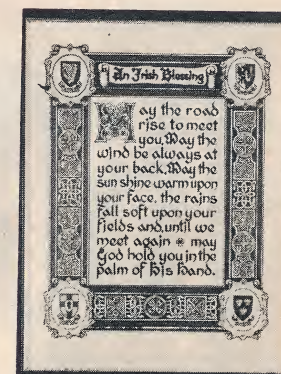 An Irish Blessing
May the road
rise to meet
you. May the
wind be always at
your back. May the
sun shine warm upon
your face, the rains
fall soft upon your
fields and, until we
meet again * may
God hold you in the
palm of His Hand.